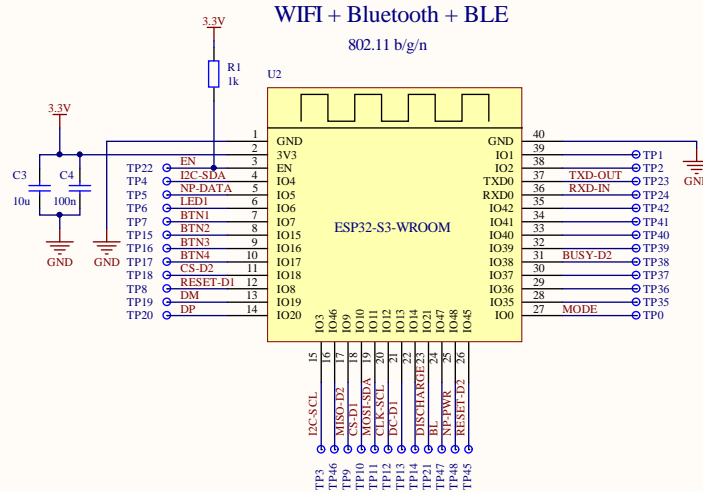 WIFI + Bluetooth + BLE
802.11 b/g/n
3.3V
R1
1k
U2
3.3V
C3
10u
C4
100n
GND
GND
1 GND
2 3V3
TP22 EN 3 EN
TP4 I2C-SDA 4 IO4
TP5 NP-DATA 5 IO5
TP6 LED1 6 IO6
TP7 BTN1 7 IO7
TP15 BTN2 8 IO15
TP16 BTN3 9 IO16
TP17 BTN4 10 IO17
TP18 CS-D2 11 IO18
TP8 RESET-D1 12 IO8
TP19 DM 13 IO19
TP20 DP 14 IO20
ESP32-S3-WROOM
GND 40
GND
IO1 39 TP1
IO2 38 TP2
TXD0 37 TXD-OUT TP23
RXD0 36 RXD-IN TP24
IO42 35 TP42
IO41 34 TP41
IO40 33 TP40
IO39 32 TP39
IO38 31 BUSY-D2 TP38
IO37 30 TP37
IO36 29 TP36
IO35 28 TP35
IO0 27 MODE TP0
IO3 IO46 IO9 IO10 IO11 IO12 IO13 IO14 IO21 IO47 IO48 IO45
15 16 17 18 19 20 21 22 23 24 25 26
I2C-SCL MISO-D2 CS-D1 MOSI-SDA CLK-SCL DC-D1 DISCHARGE BL NP-PWR RESET-D2
TP3 TP46 TP9 TP10 TP11 TP12 TP13 TP14 TP21 TP47 TP48 TP45